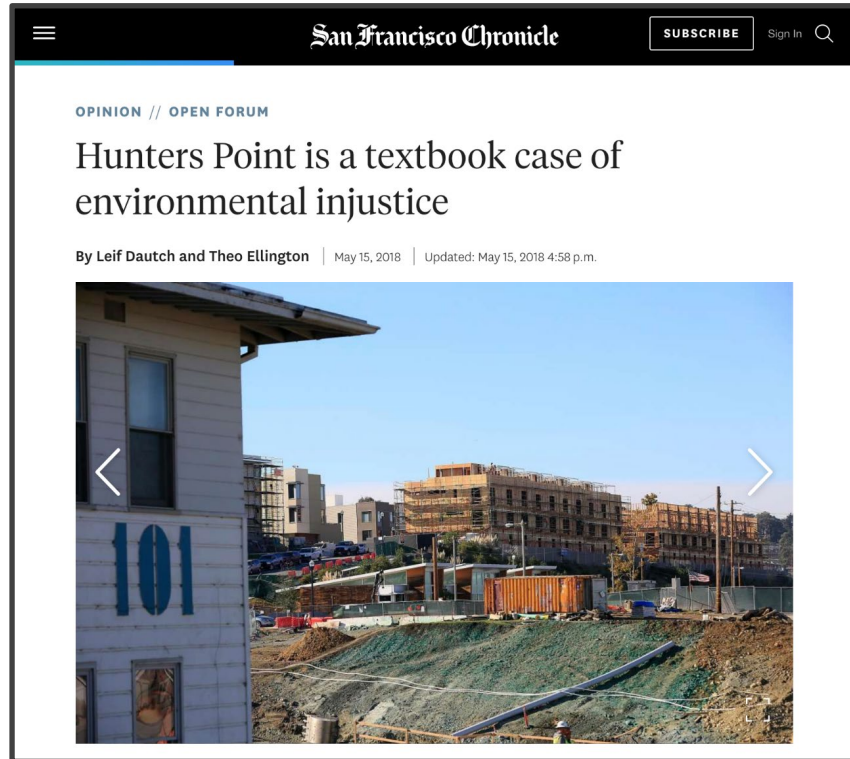 San Francisco Chronicle
SUBSCRIBE
Sign In
OPINION // OPEN FORUM
Hunters Point is a textbook case of
environmental injustice
By Leif Dautch and Theo Ellington | May 15, 2018 | Updated: May 15, 2018 4:58 p.m.
101